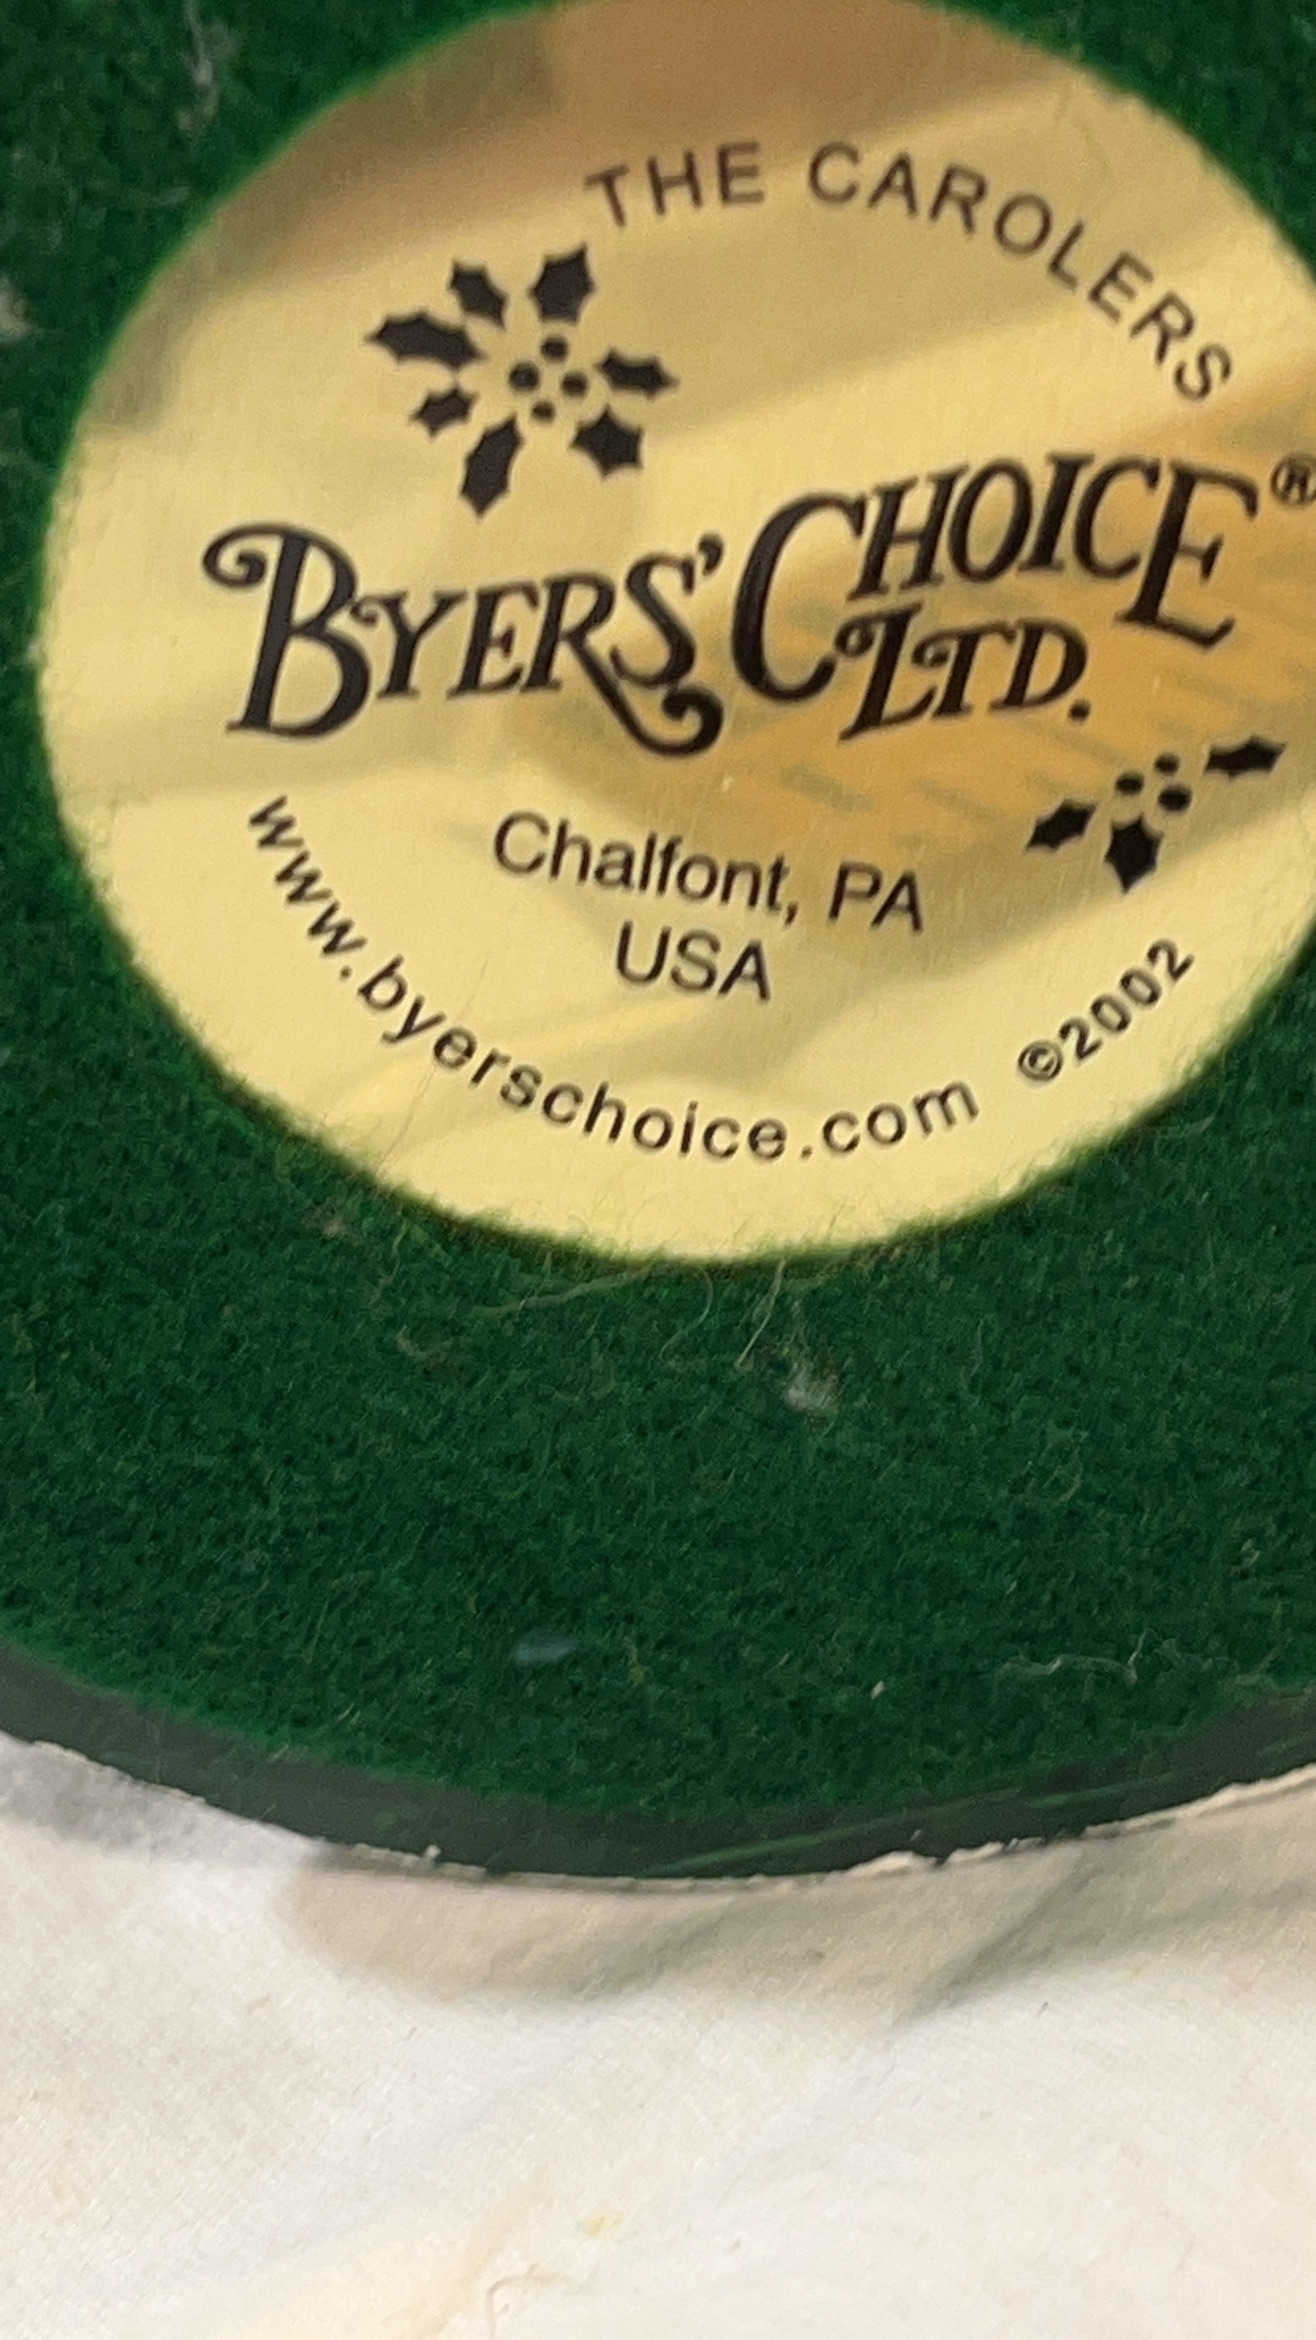 THE CAROLERS
BYERS' CHOICE®
LTD.
Chalfont, PA
USA
www.byerschoice.com ©2002